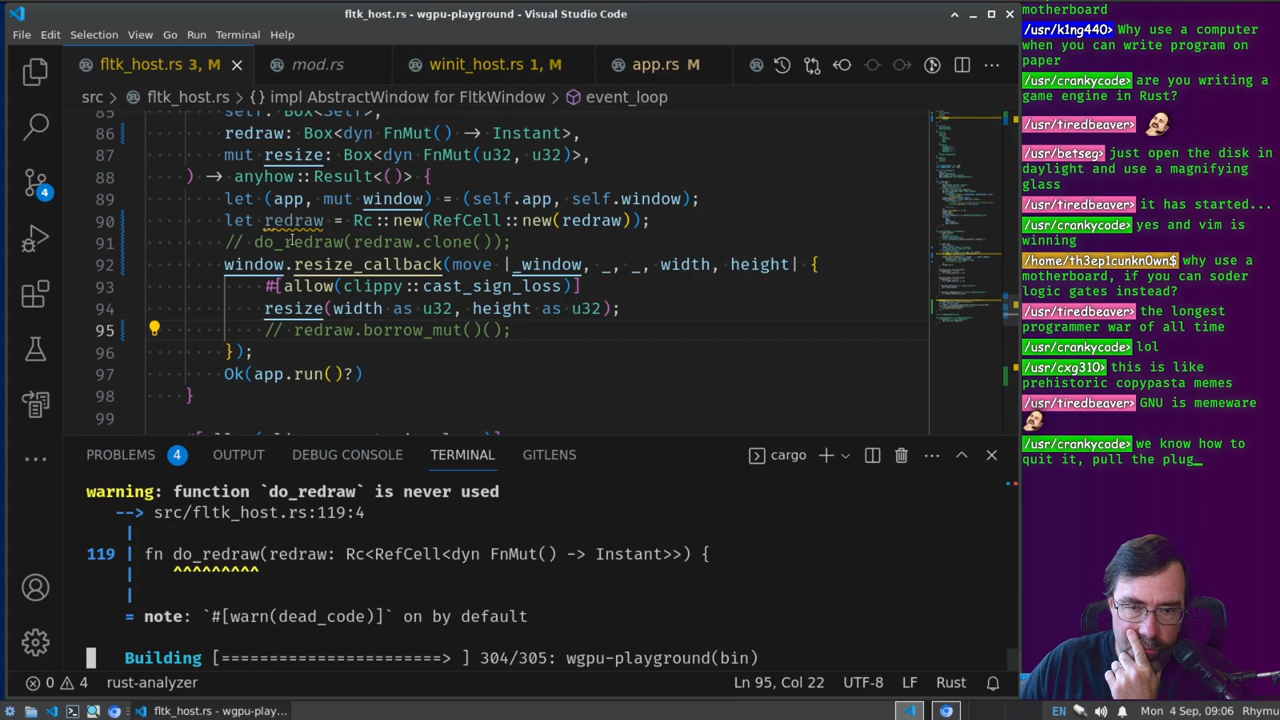 fltk_host.rs - wgpu-playground - Visual Studio Code
File Edit Selection View Go Run Terminal Help
fltk_host.rs 3, M
mod.rs
winit_host.rs 1, M
app.rs M
src > fltk_host.rs > {} impl AbstractWindow for FltkWindow > event_loop
85 self: Box<Self>,
86 redraw: Box<dyn FnMut() -> Instant>,
87 mut resize: Box<dyn FnMut(u32, u32)>,
88 ) -> anyhow::Result<()> {
89 let (app, mut window) = (self.app, self.window);
90 let redraw = Rc::new(RefCell::new(redraw));
91 // do_redraw(redraw.clone());
92 window.resize_callback(move |_window, _, _, width, height| {
93 #[allow(clippy::cast_sign_loss)]
94 resize(width as u32, height as u32);
95 // redraw.borrow_mut()();
96 });
97 Ok(app.run()?)
98 }
99
PROBLEMS 4 OUTPUT DEBUG CONSOLE TERMINAL GITLENS
cargo
warning: function `do_redraw` is never used
--> src/fltk_host.rs:119:4
|
119 | fn do_redraw(redraw: Rc<RefCell<dyn FnMut() -> Instant>>) {
| ^^^^^^^^^
|
= note: `#[warn(dead_code)]` on by default
Building [=======================> ] 304/305: wgpu-playground(bin)
4
0 4 rust-analyzer Ln 95, Col 22 UTF-8 LF Rust
fltk_host.rs - wgpu-play...
EN Mon 4 Sep, 09:06 Rhymu
motherboard
/usr/k1ng440> Why use a computer
when you can write program on
paper
/usr/crankycode> are you writing a
game engine in Rust?
/usr/tiredbeaver>
/usr/betseg> just open the disk in
daylight and use a magnifying
glass
/usr/tiredbeaver> it has started...
/usr/crankycode> yes and vim is
winning
/home/th3ep1cunkn0wn$ why use a
motherboard, if you can soder
logic gates instead?
/usr/tiredbeaver> the longest
programmer war of all time
/usr/crankycode> lol
/usr/cxg310> this is like
prehistoric copypasta memes
/usr/tiredbeaver> GNU is memeware
/usr/crankycode> we know how to
quit it, pull the plug_